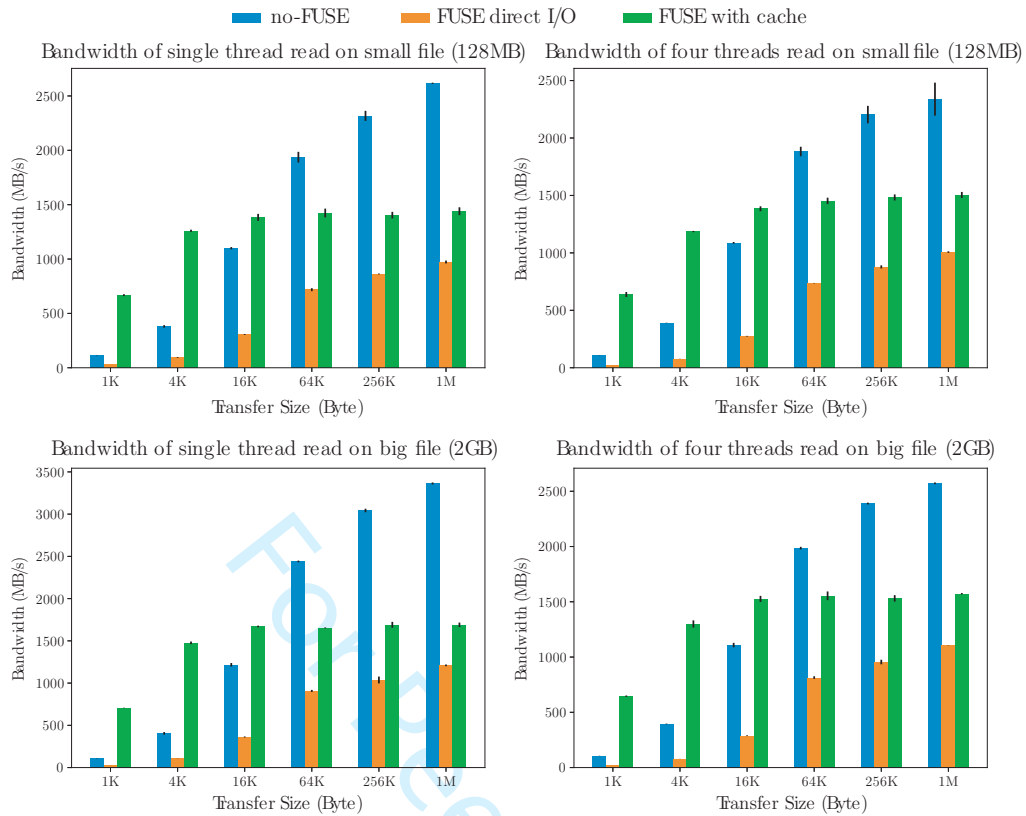 no-FUSE FUSE direct I/O FUSE with cache
Bandwidth of single thread read on small file (128MB)
Bandwidth (MB/s)
2500
2000
1500
1000
500
0
1K 4K 16K 64K 256K 1M
Transfer Size (Byte)
Bandwidth of four threads read on small file (128MB)
Bandwidth (MB/s)
2500
2000
1500
1000
500
0
1K 4K 16K 64K 256K 1M
Transfer Size (Byte)
Bandwidth of single thread read on big file (2GB)
Bandwidth (MB/s)
3500
3000
2500
2000
1500
1000
500
0
1K 4K 16K 64K 256K 1M
Transfer Size (Byte)
Bandwidth of four threads read on big file (2GB)
Bandwidth (MB/s)
2500
2000
1500
1000
500
0
1K 4K 16K 64K 256K 1M
Transfer Size (Byte)
For Pee